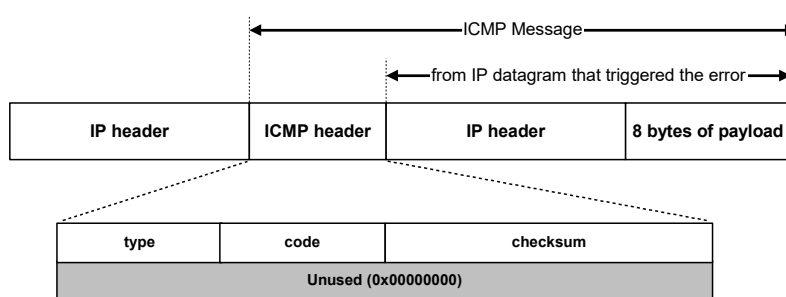 ICMP Message
from IP datagram that triggered the error
IP header ICMP header IP header 8 bytes of payload
type code checksum
Unused (0x00000000)